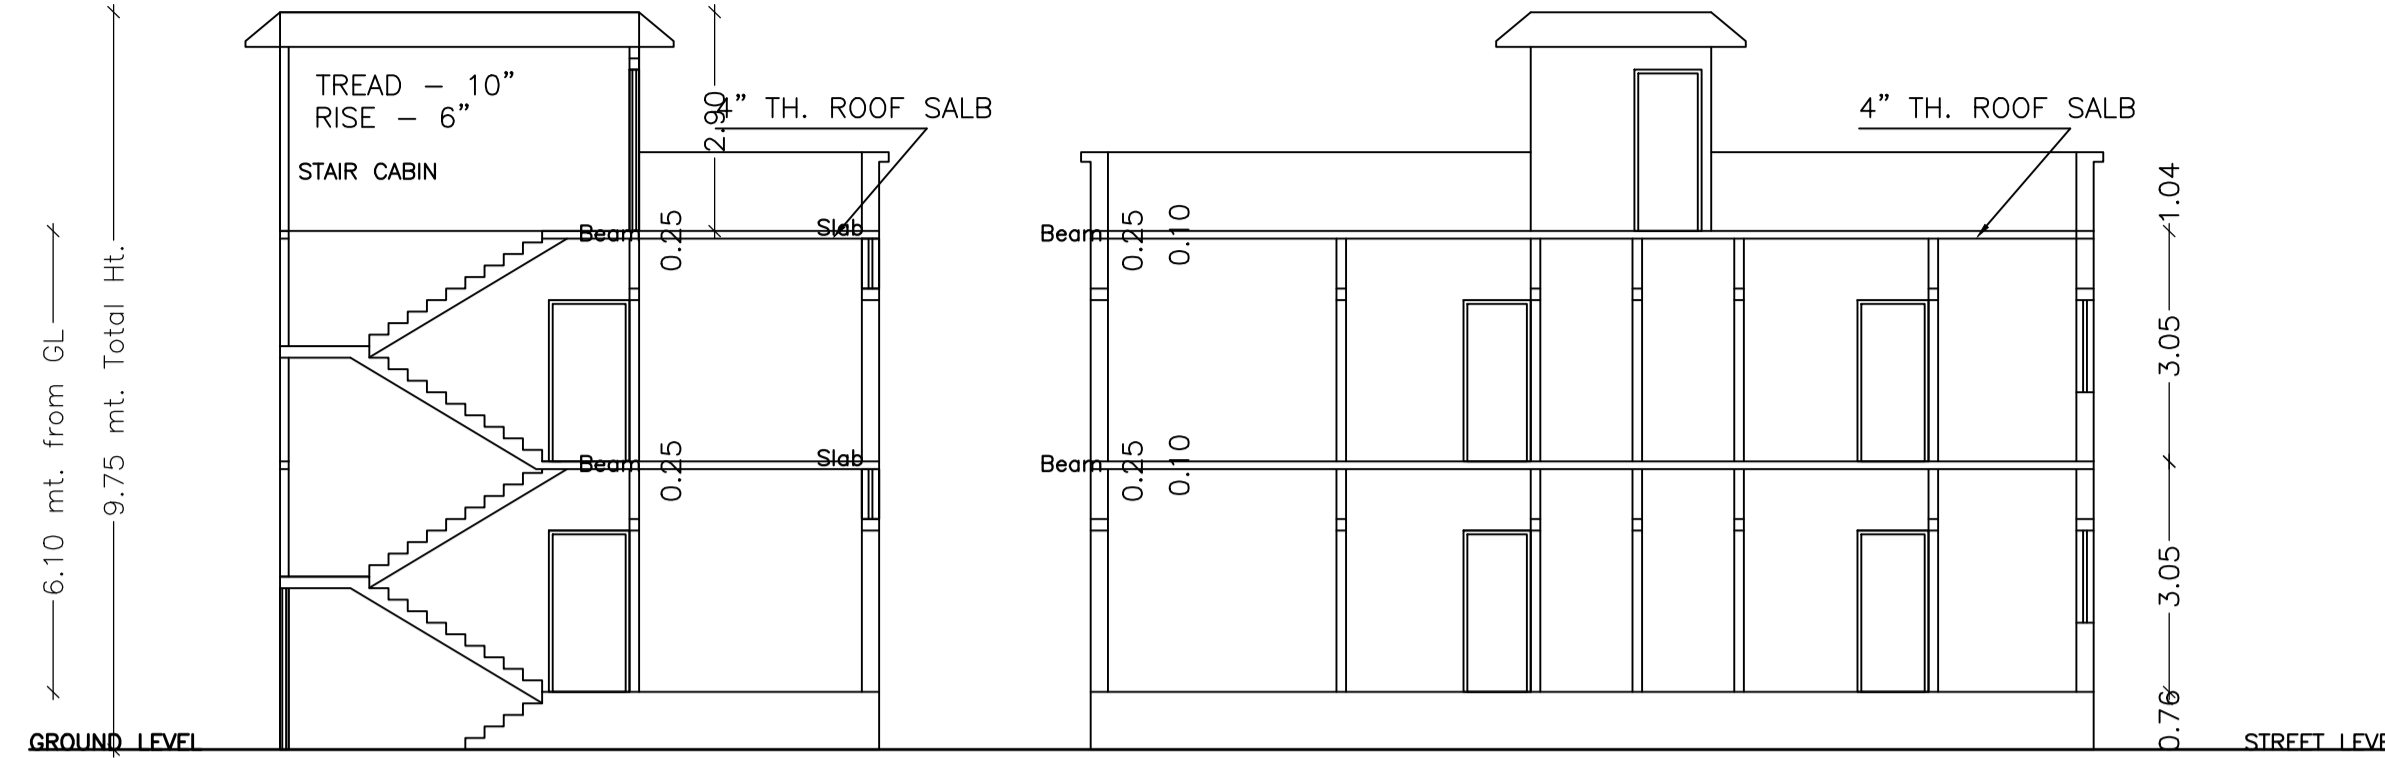 TREAD - 10”
RISE - 6”
STAIR CABIN
2.90
4” TH. ROOF SALB
4” TH. ROOF SALB
6.10 mt. from GL
9.75 mt. Total Ht.
Beam
0.25
Slab
Beam
0.25
0.10
1.04
3.05
Beam
0.25
Slab
Beam
0.25
0.10
3.05
0.76
GROUND LEVEL
STREET LEVE